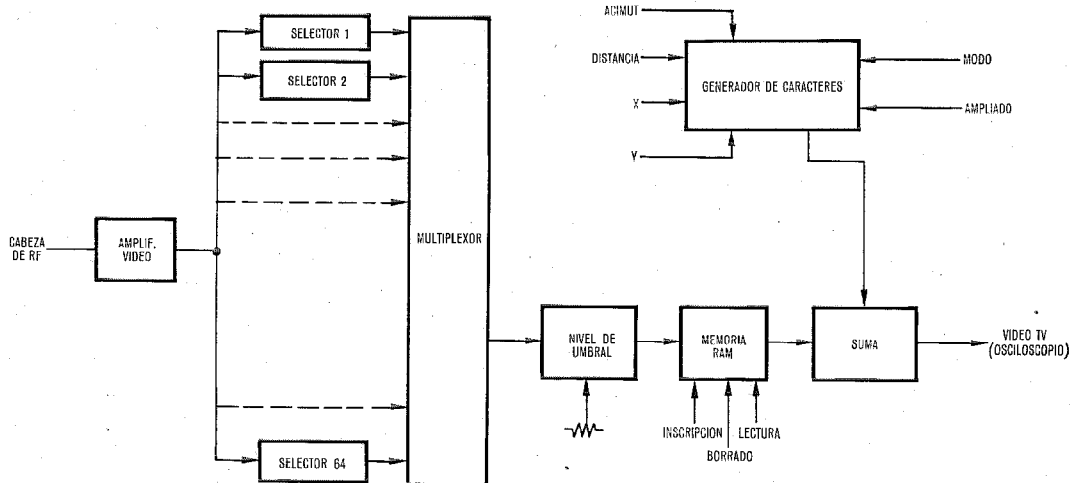 ACIMUT
SELECTOR 1
DISTANCIA
MODO
SELECTOR 2
GENERADOR DE CARACTERES
X
AMPLIADO
Y
MULTIPLEXOR
CABEZA
DE RF
AMPLIF.
VIDEO
NIVEL DE
UMBRAL
MEMORIA
RAM
SUMA
VIDEO TV
(OSCILOSCOPIO)
INSCRIPCION
LECTURA
BORRADO
SELECTOR 64